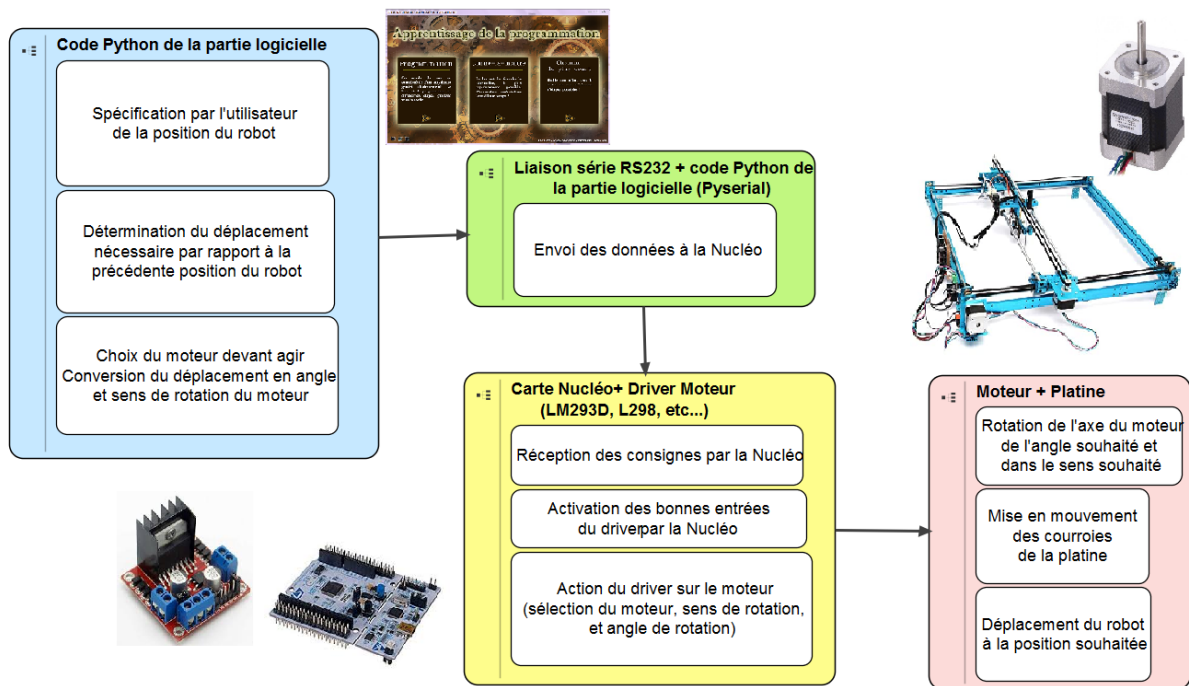 Code Python de la partie logicielle
Spécification par l'utilisateur
de la position du robot
Détermination du déplacement
nécessaire par rapport à la
précédente position du robot
Choix du moteur devant agir
Conversion du déplacement en angle
et sens de rotation du moteur
Apprentissage de la programmation
Programmation
Liaison série RS232 + code Python de
la partie logicielle (Pyserial)
Envoi des données à la Nucléo
Carte Nucléo+ Driver Moteur
(LM293D, L298, etc...)
Réception des consignes par la Nucléo
Activation des bonnes entrées
du driverpar la Nucléo
Action du driver sur le moteur
(sélection du moteur, sens de rotation,
et angle de rotation)
Moteur + Platine
Rotation de l'axe du moteur
de l'angle souhaité et
dans le sens souhaité
Mise en mouvement
des courroies
de la platine
Déplacement du robot
à la position souhaitée